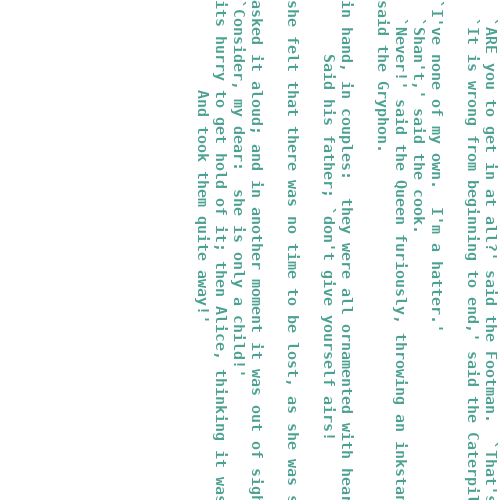 `ARE you to get in at all?' said the Footman.  `That's
`It is wrong from beginning to end,' said the
`I've none of my own.  I'm a hatter.'
`Shan't,' said the cook.
`Never!' said the Queen furiously, throwing an
said the Gryphon.
in hand, in couples:  they were all ornamented with
Said his father; `don't give yourself airs!
she felt that there was no time to be lost, as she was
asked it aloud; and in another moment it was out of
`Consider, my dear:  she is only a child!'
its hurry to get hold of it; then Alice, thinking it was
And took them quite away!'